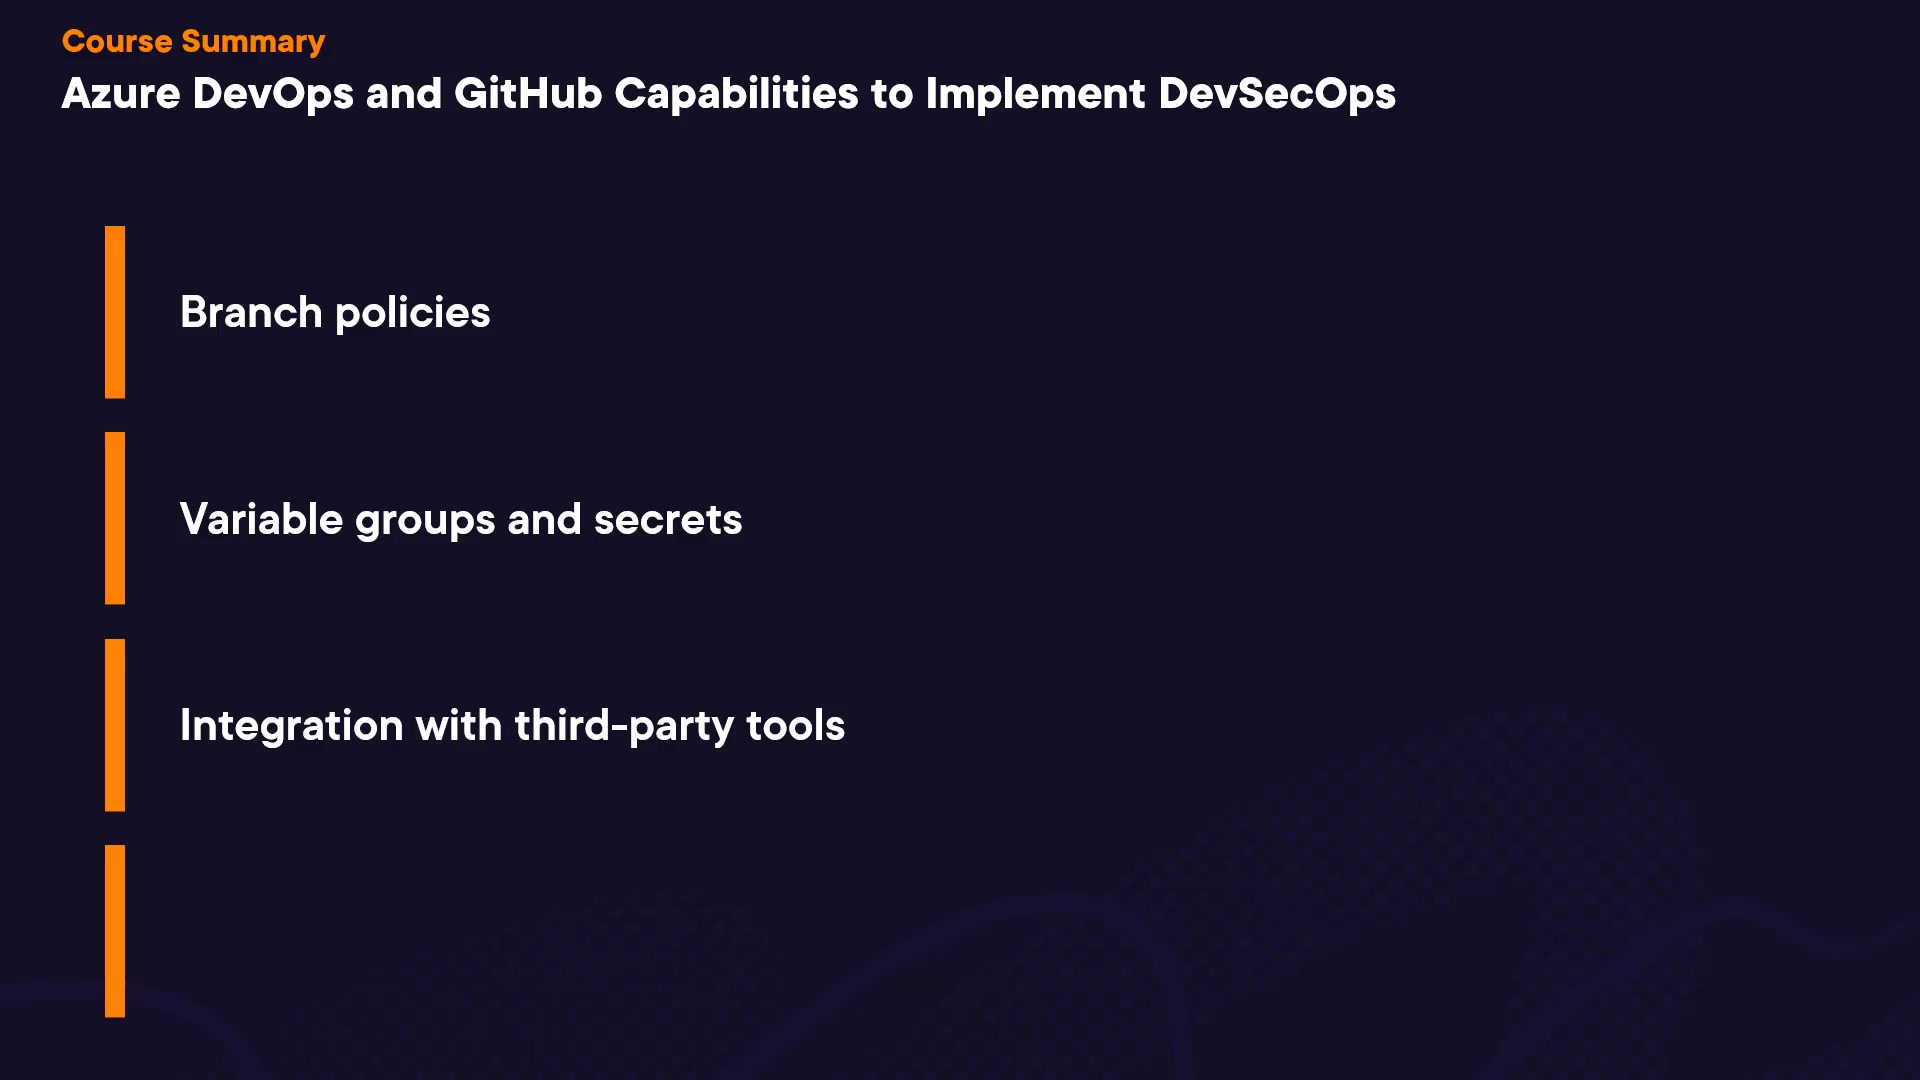 Course Summary
Azure DevOps and GitHub Capabilities to Implement DevSecOps
Branch policies
Variable groups and secrets
Integration with third-party tools